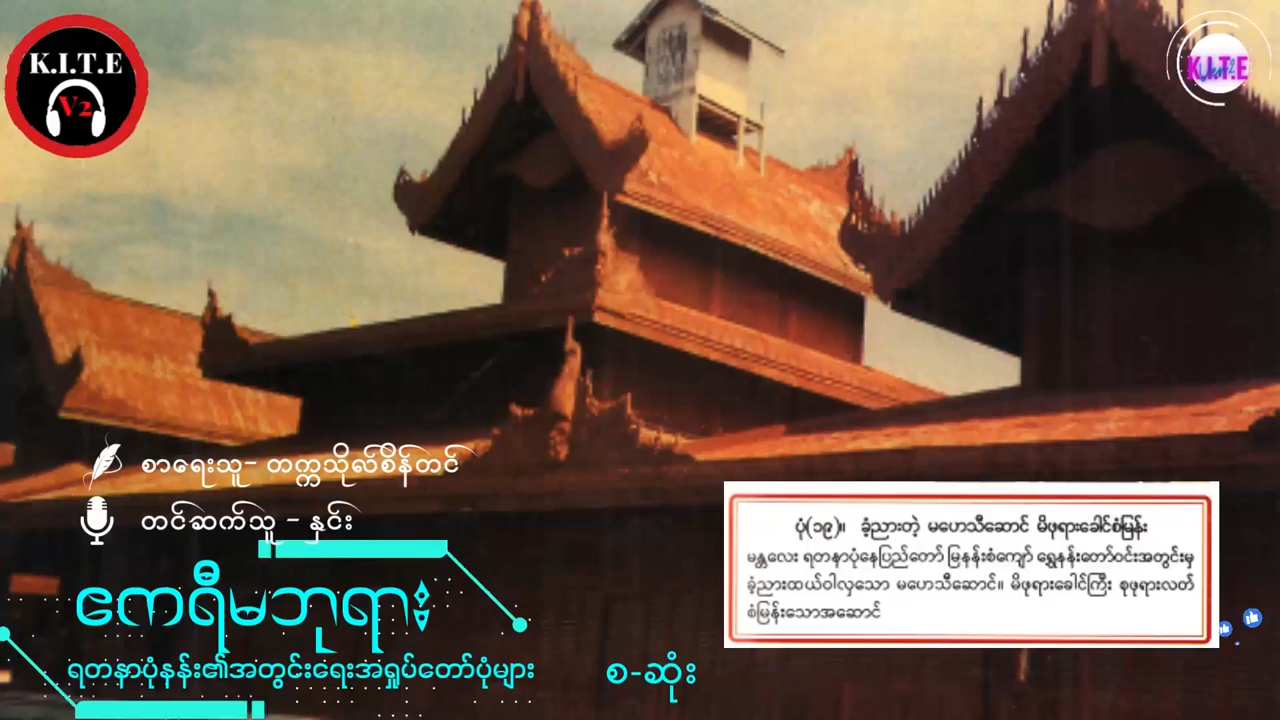 K.I.T.E
V2
K.I.T.E
စာရေးသူ- တက္ကသိုလ်စိန်တင်
တင်ဆက်သူ - နှင်း
ဧကရီမဘုရား
ရတနာပုံနန်း၏အတွင်းရေးအရှုပ်တော်ပုံများ
စ-ဆုံး
ပုံ(၁၉)။ ခံ့ညားတဲ့ မဟေသီဆောင် မိဖုရားခေါင်စံမြန်း
မန္တလေး ရတနာပုံနေပြည်တော် မြနန်းစံကျော် ရွှေနန်းတော်ဝင်းအတွင်းမှ
ခံ့ညားထယ်ဝါလှသော မဟေသီဆောင်။ မိဖုရားခေါင်ကြီး စုဖုရားလတ်
စံမြန်းသောအဆောင်